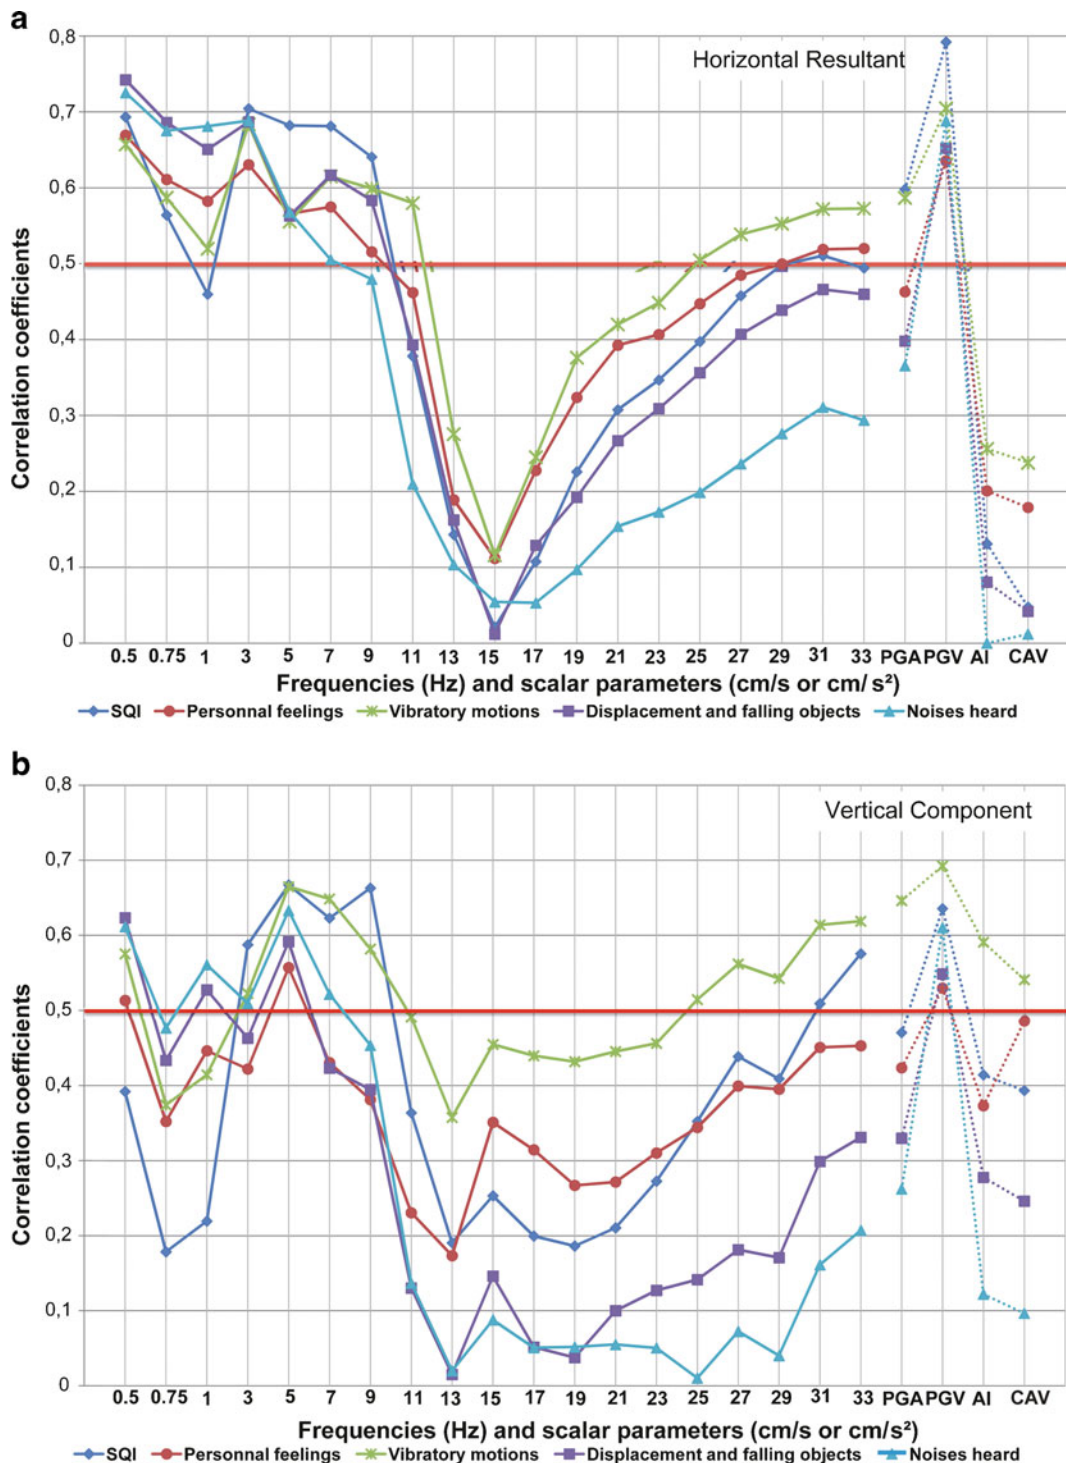 a
0,8
Horizontal Resultant
0,7
0,6
0,5
0,4
0,3
0,2
0,1
0
Correlation coefficients
0.5 0.75 1 3 5 7 9 11 13 15 17 19 21 23 25 27 29 31 33 PGA PGV AI CAV
Frequencies (Hz) and scalar parameters (cm/s or cm/s²)
SQI Personnal feelings Vibratory motions Displacement and falling objects Noises heard
b
0,8
Vertical Component
0,7
0,6
0,5
0,4
0,3
0,2
0,1
0
Correlation coefficients
0.5 0.75 1 3 5 7 9 11 13 15 17 19 21 23 25 27 29 31 33 PGA PGV AI CAV
Frequencies (Hz) and scalar parameters (cm/s or cm/s²)
SQI Personnal feelings Vibratory motions Displacement and falling objects Noises heard